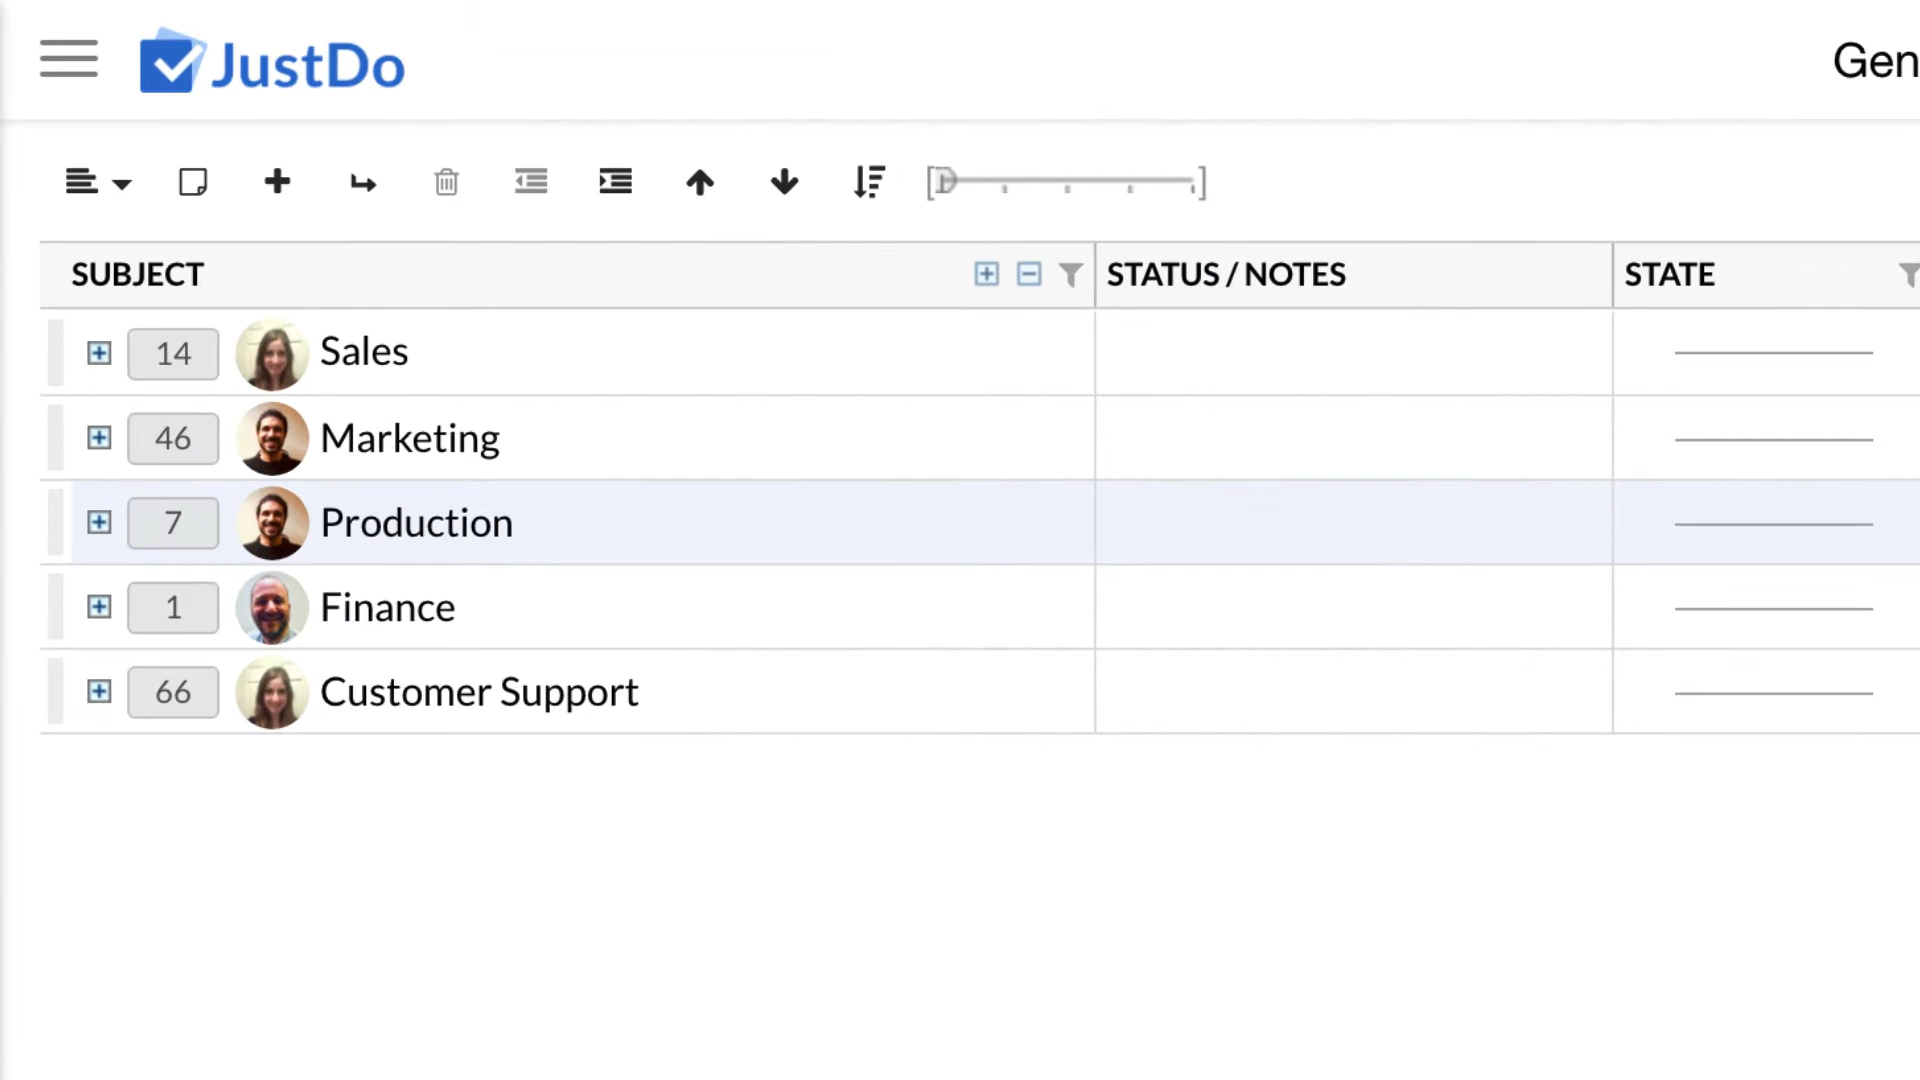 JustDo
Gen
SUBJECT STATUS / NOTES STATE
14 Sales
46 Marketing
7 Production
1 Finance
66 Customer Support